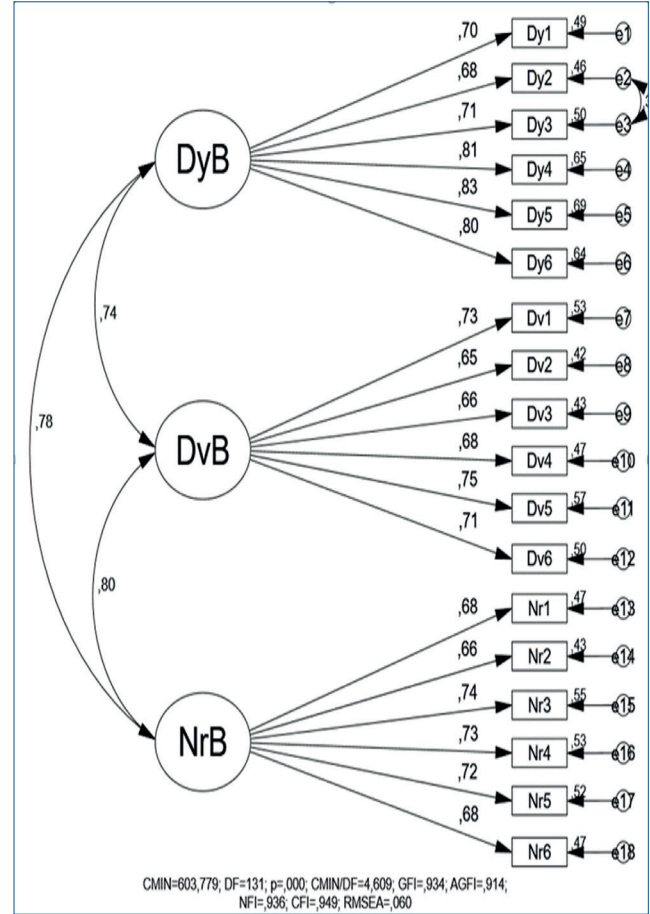 ,70 Dy1 ,49 e1
,68 Dy2 ,46 e2
,71 Dy3 ,50 e3
,81 Dy4 ,65 e4
,83 Dy5 ,69 e5
,80 Dy6 ,64 e6
DyB
,74
,73 Dv1 ,53 e7
,65 Dv2 ,42 e8
,66 Dv3 ,43 e9
,78
DvB
,68 Dv4 ,47 e10
,75 Dv5 ,57 e11
,71 Dv6 ,50 e12
,80
,68 Nr1 ,47 e13
,66 Nr2 ,43 e14
,74 Nr3 ,55 e15
NrB
,73 Nr4 ,53 e16
,72 Nr5 ,52 e17
,68 Nr6 ,47 e18
CMIN=603,779; DF=131; p=,000; CMIN/DF=4,609; GFI=,934; AGFI=,914;
NFI=,936, CFI=,949; RMSEA=,060